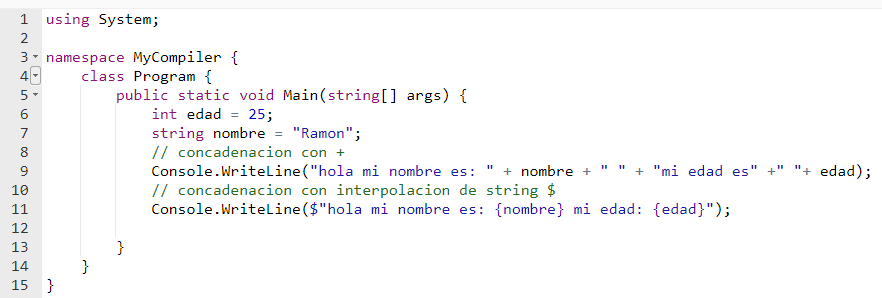 1 using System;
2
3 namespace MyCompiler {
4     class Program {
5         public static void Main(string[] args) {
6             int edad = 25;
7             string nombre = "Ramon";
8             // concadenacion con +
9             Console.WriteLine("hola mi nombre es: " + nombre + " " + "mi edad es" +" "+ edad);
10             // concadenacion con interpolacion de string $
11             Console.WriteLine($"hola mi nombre es: {nombre} mi edad: {edad}");
12
13         }
14     }
15 }